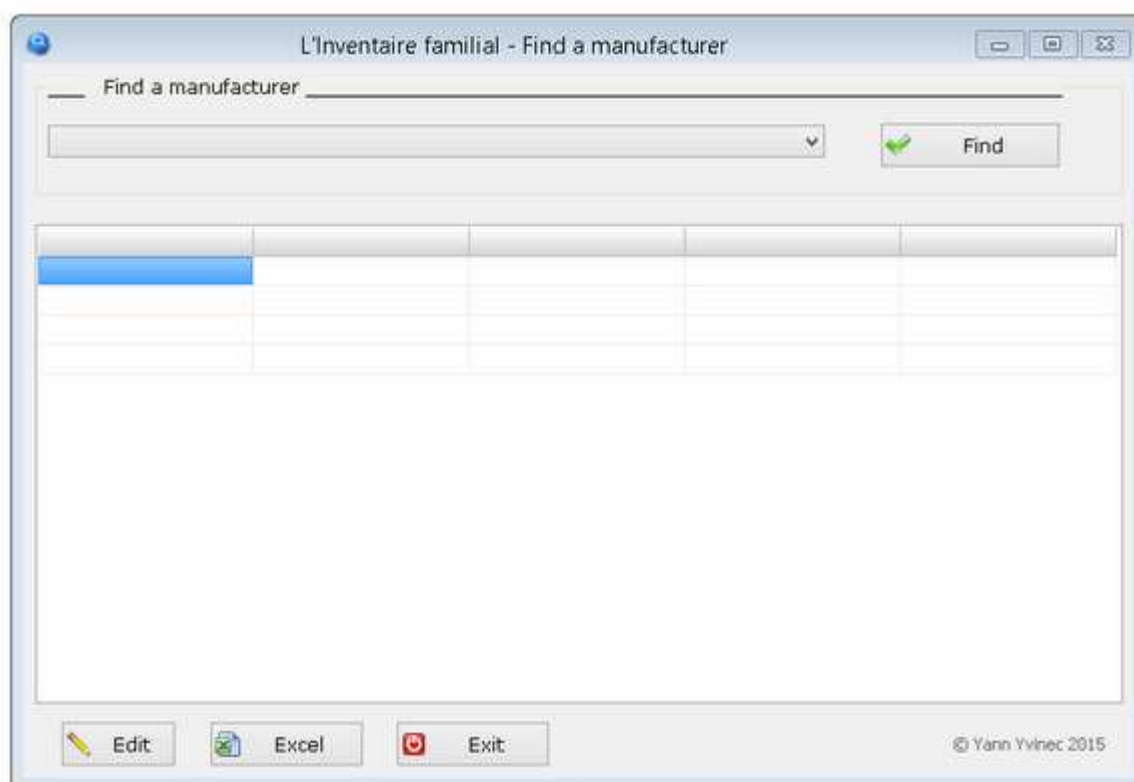 L'Inventaire familial - Find a manufacturer
Find a manufacturer
Find
Edit
Excel
Exit
© Yann Yvinec 2015